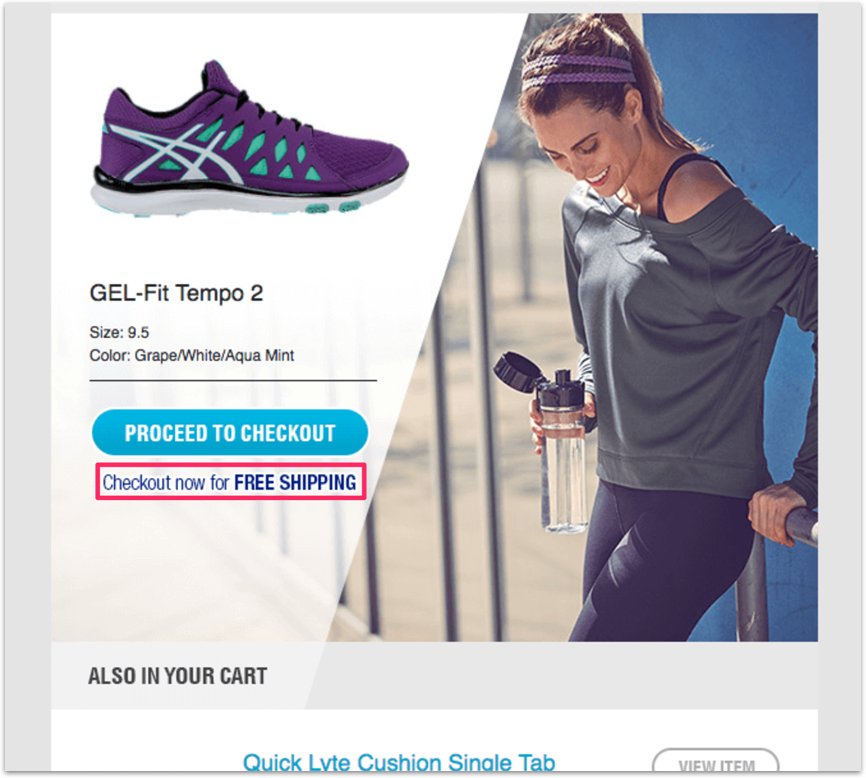 GEL-Fit Tempo 2
Size: 9.5
Color: Grape/White/Aqua Mint
PROCEED TO CHECKOUT
Checkout now for FREE SHIPPING
ALSO IN YOUR CART
Quick Lyte Cushion Single Tab
VIEW ITEM